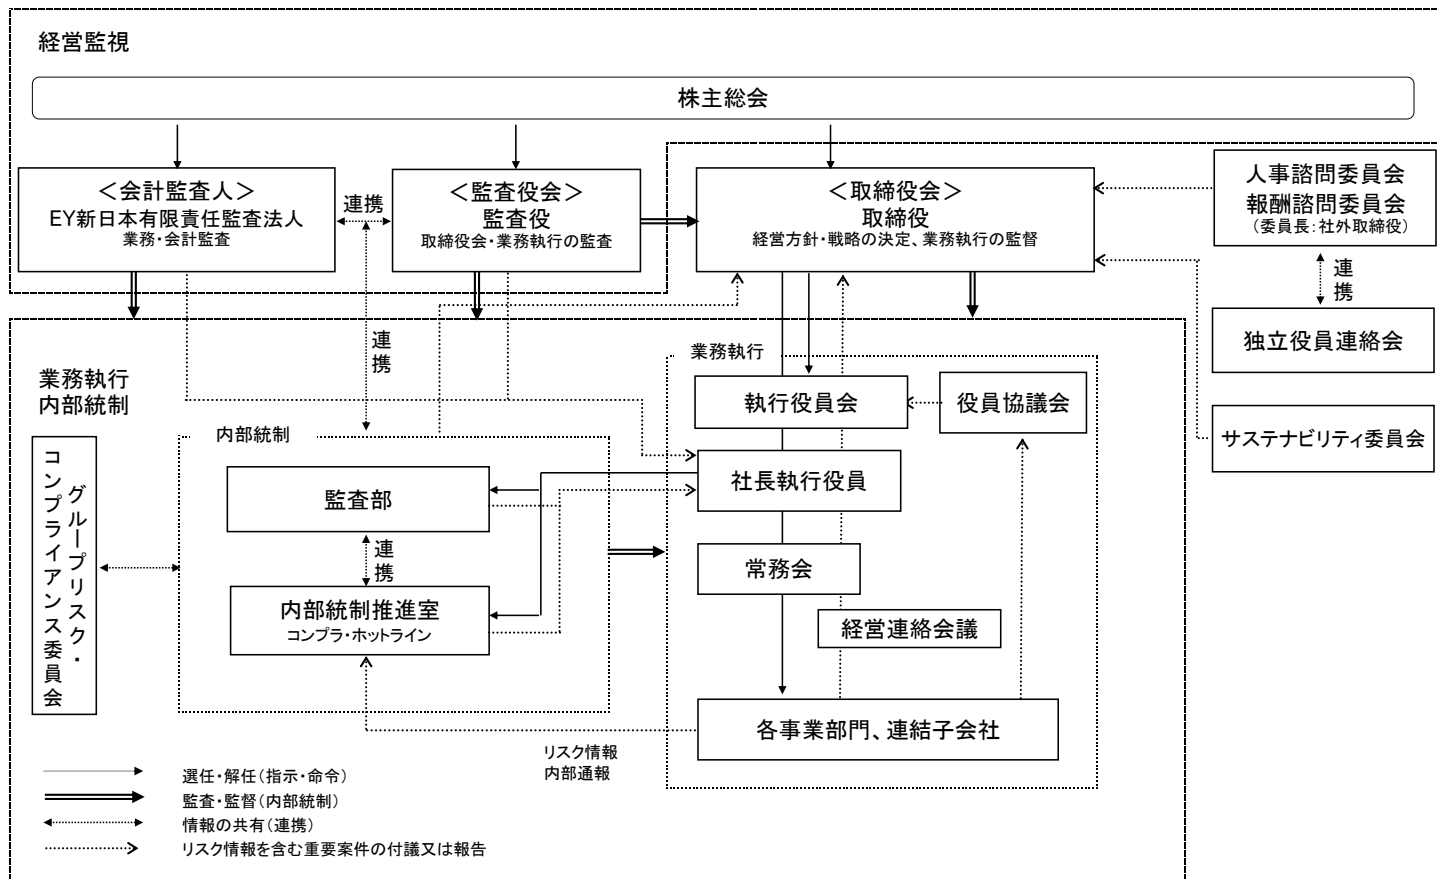 経営監視
株主総会
<会計監査人>
EY新日本有限責任監査法人
業務・会計監査
連携
<監査役会>
監査役
取締役会・業務執行の監査
<取締役会>
取締役
経営方針・戦略の決定、業務執行の監督
人事諮問委員会
報酬諮問委員会
(委員長:社外取締役)
連携
独立役員連絡会
サステナビリティ委員会
連携
業務執行
内部統制
グループリスク・
コンプライアンス委員会
内部統制
監査部
連携
内部統制推進室
コンプラ・ホットライン
業務執行
執行役員会
役員協議会
社長執行役員
常務会
経営連絡会議
各事業部門、連結子会社
リスク情報
内部通報
選任・解任(指示・命令)
監査・監督(内部統制)
情報の共有(連携)
リスク情報を含む重要案件の付議又は報告